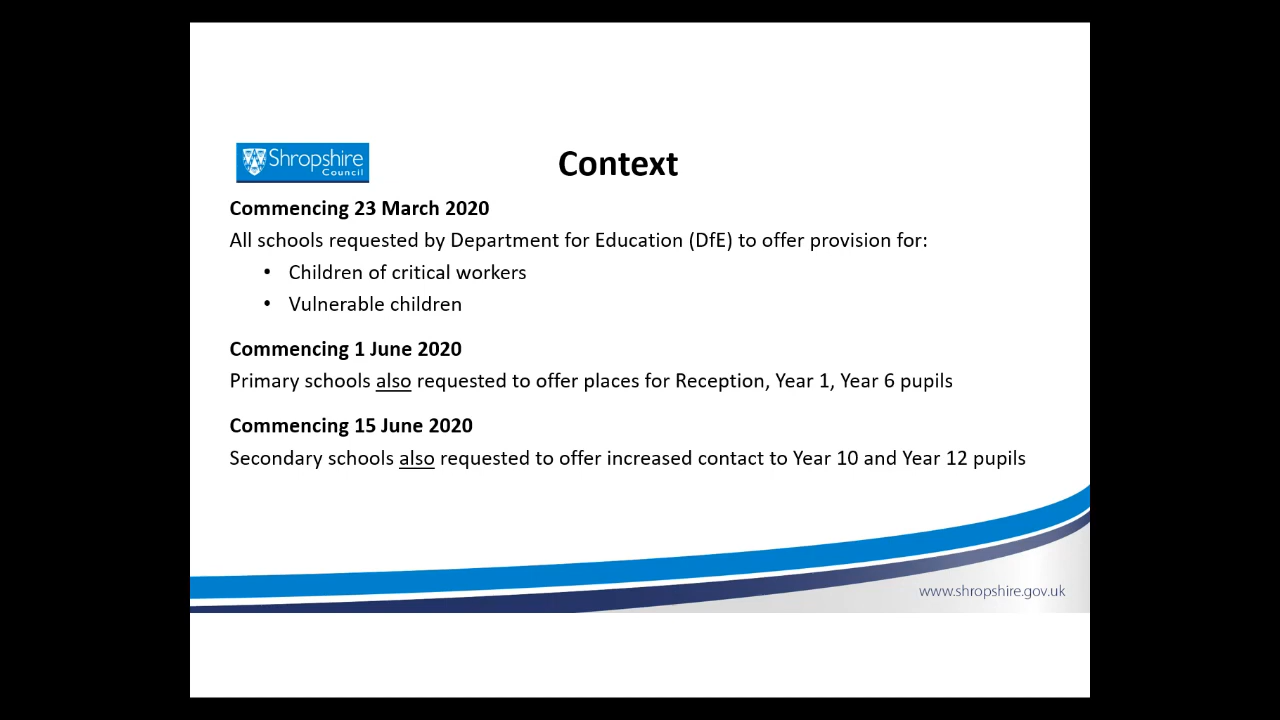 Shropshire
Council
Context
Commencing 23 March 2020
All schools requested by Department for Education (DfE) to offer provision for:
• Children of critical workers
• Vulnerable children
Commencing 1 June 2020
Primary schools also requested to offer places for Reception, Year 1, Year 6 pupils
Commencing 15 June 2020
Secondary schools also requested to offer increased contact to Year 10 and Year 12 pupils
www.shropshire.gov.uk